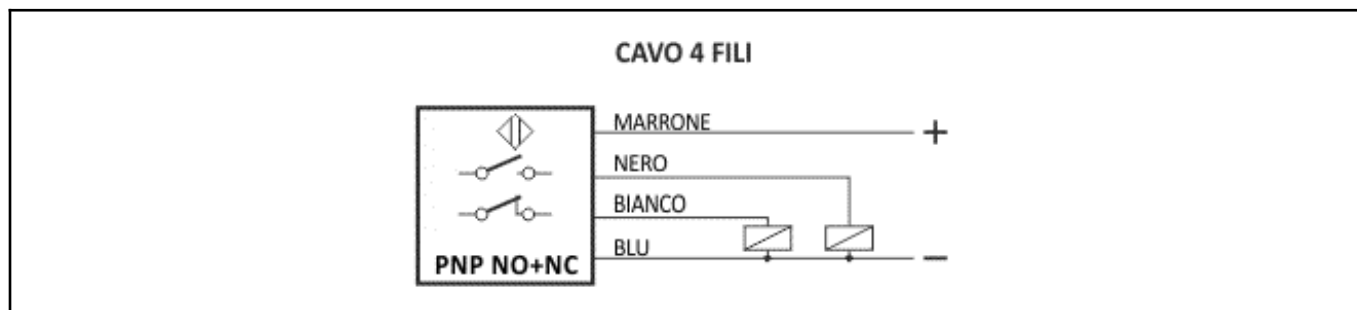 CAVO 4 FILI
MARRONE
+
NERO
BIANCO
BLU
−
PNP NO+NC